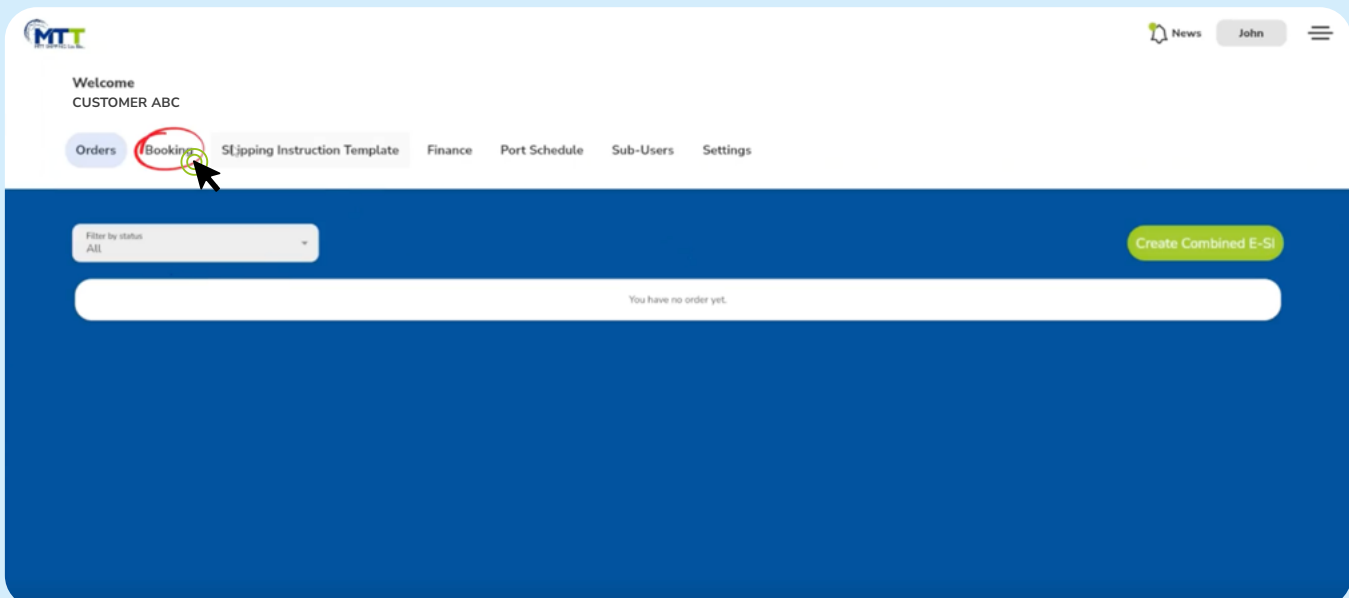 MTT
News
John
Welcome
CUSTOMER ABC
Orders Booking Shipping Instruction Template Finance Port Schedule Sub-Users Settings
Filter by status
All
Create Combined E-SI
You have no order yet.